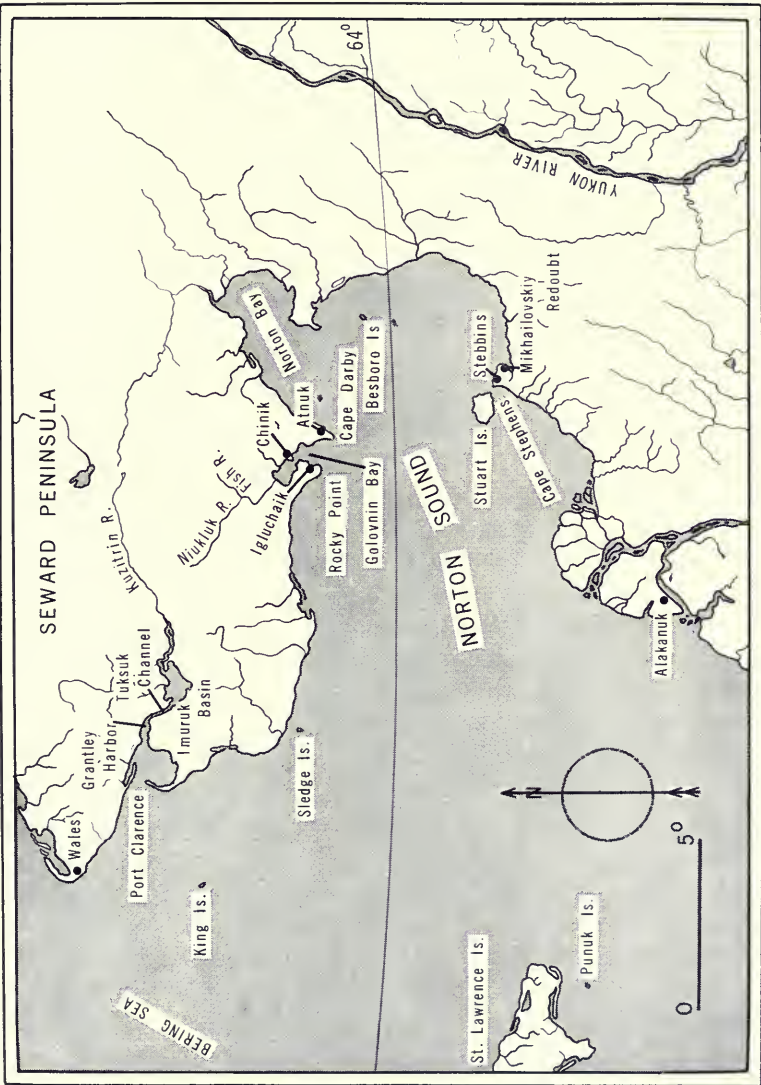 SEWARD PENINSULA
64°
Kuzitrin R.
Tuksuk
Channel
Grantley
Harbor
Imuruk
Basin
Wales
Port Clarence
King Is.
BERING SEA
Sledge Is.
Niukluk R.
Fish R.
Chinik
Igluchaik
Atnuk
Norton Bay
Rocky Point
Golovnin Bay
Cape Darby
Besboro Is
NORTON SOUND
YUKON RIVER
Stebbins
Mikhailovskiy
Redoubt
Stuart Is.
Cape Stephens
Alakanuk
St. Lawrence Is.
Punuk Is.
N
0
5°